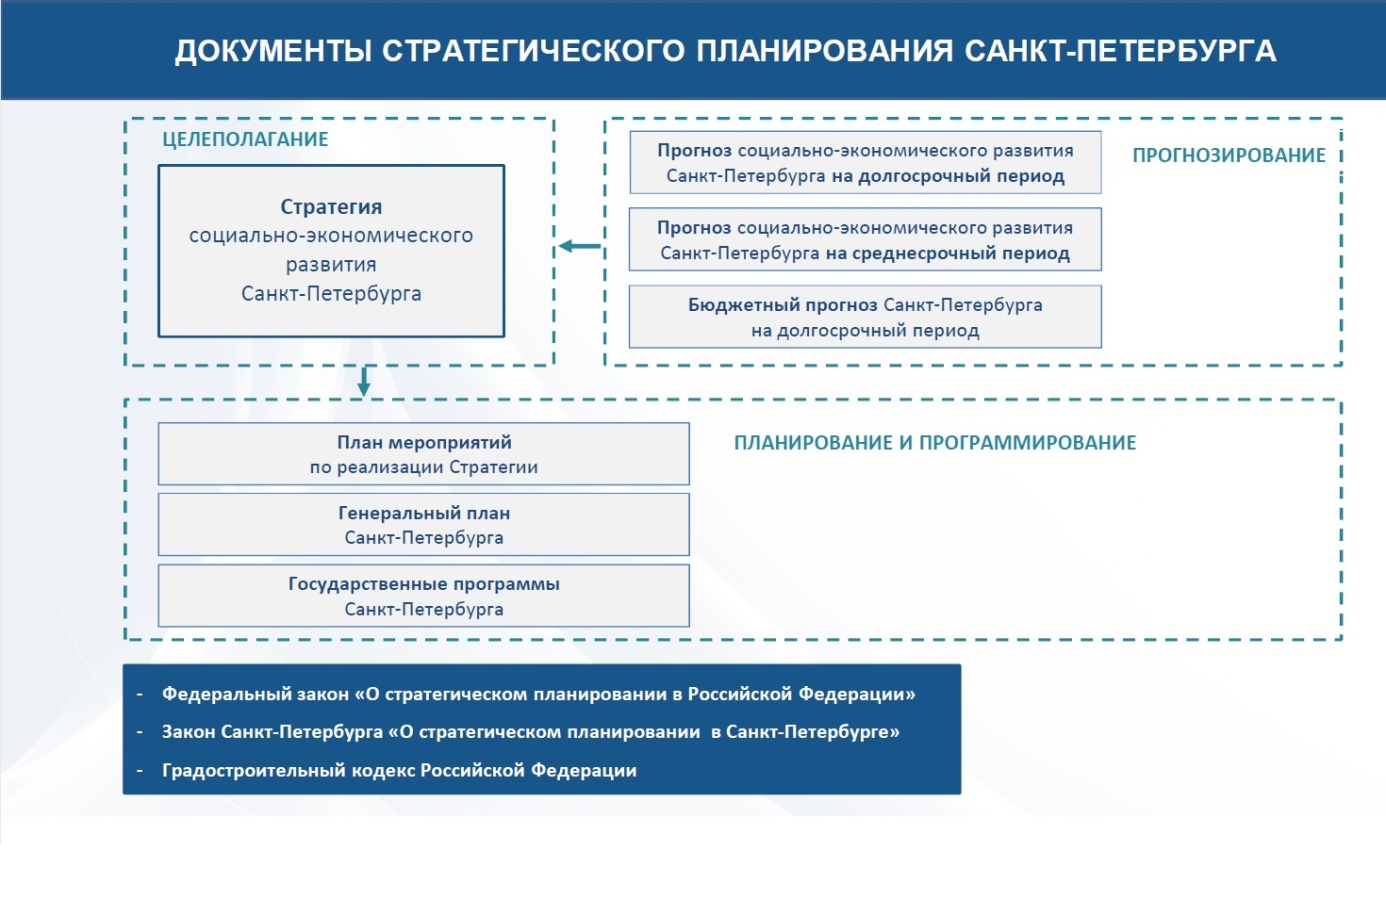 ДОКУМЕНТЫ СТРАТЕГИЧЕСКОГО ПЛАНИРОВАНИЯ САНКТ-ПЕТЕРБУРГА
ЦЕЛЕПОЛАГАНИЕ
Стратегия
социально-экономического
развития
Санкт-Петербурга
ПРОГНОЗИРОВАНИЕ
Прогноз социально-экономического развития
Санкт-Петербурга на долгосрочный период
Прогноз социально-экономического развития
Санкт-Петербурга на среднесрочный период
Бюджетный прогноз Санкт-Петербурга
на долгосрочный период
ПЛАНИРОВАНИЕ И ПРОГРАММИРОВАНИЕ
План мероприятий
по реализации Стратегии
Генеральный план
Санкт-Петербурга
Государственные программы
Санкт-Петербурга
- Федеральный закон «О стратегическом планировании в Российской Федерации»
- Закон Санкт-Петербурга «О стратегическом планировании в Санкт-Петербурге»
- Градостроительный кодекс Российской Федерации